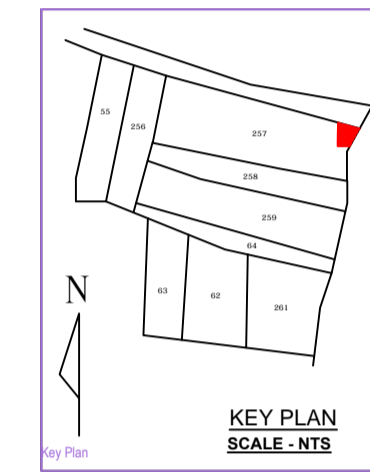 55
256
257
258
259
64
63
62
261
N
KEY PLAN
SCALE - NTS
Key Plan